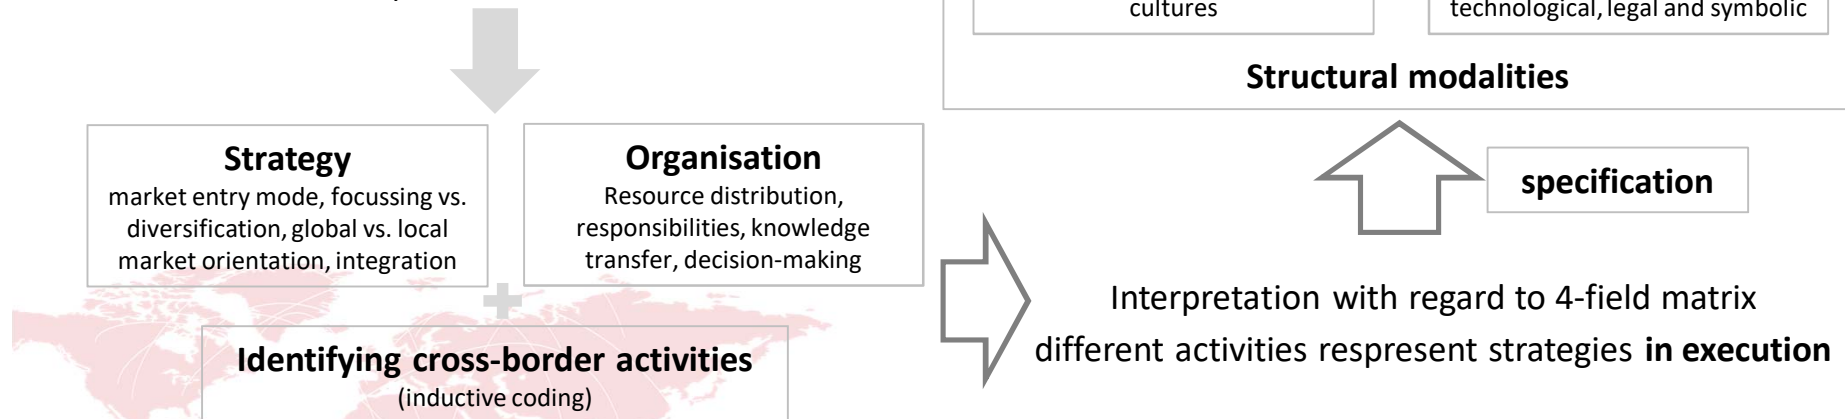 cultures
technological, legal and symbolic
Structural modalities
Strategy
market entry mode, focussing vs.
diversification, global vs. local
market orientation, integration
Organisation
Resource distribution,
responsibilities, knowledge
transfer, decision-making
specification
+
Identifying cross-border activities
(inductive coding)
Interpretation with regard to 4-field matrix
different activities respresent strategies in execution